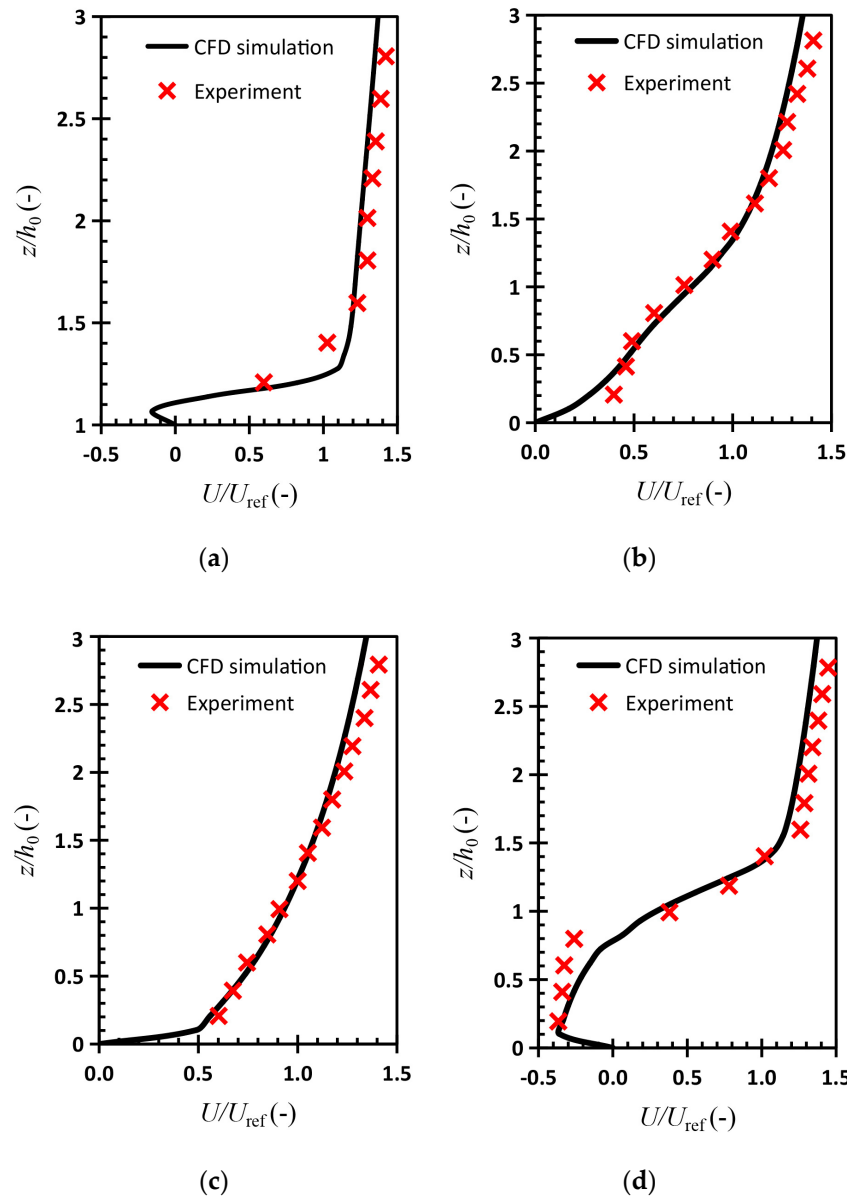 3
CFD simulation
Experiment
2.5
2
1.5
1
-0.5 0 0.5 1 1.5
z/h0 (-)
U/Uref (-)
(a)
3
CFD simulation
Experiment
2.5
2
1.5
1
0.5
0
0.0 0.5 1.0 1.5
z/h0 (-)
U/Uref (-)
(b)
3
CFD simulation
Experiment
2.5
2
1.5
1
0.5
0
0.0 0.5 1.0 1.5
z/h0 (-)
U/Uref (-)
(c)
3
CFD simulation
Experiment
2.5
2
1.5
1
0.5
0
-0.5 0.0 0.5 1.0 1.5
z/h0 (-)
U/Uref (-)
(d)